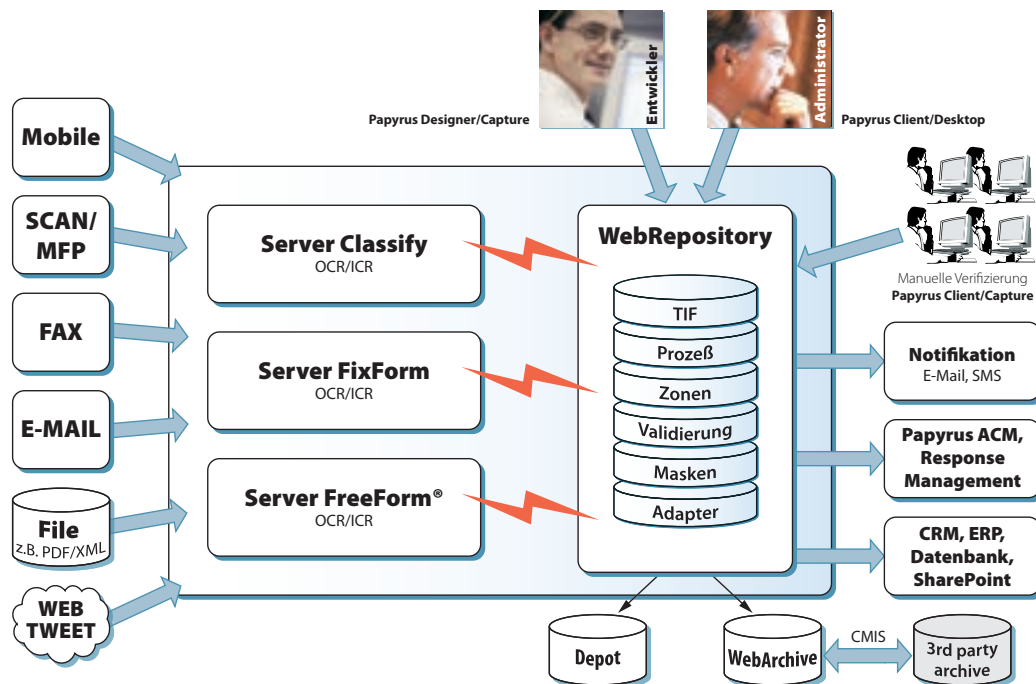 Entwickler
Administrator
Papyrus Designer/Capture
Papyrus Client/Desktop
Mobile
SCAN/
MFP
FAX
E-MAIL
File
z.B. PDF/XML
WEB
TWEET
Server Classify
OCR/ICR
Server FixForm
OCR/ICR
Server FreeForm®
OCR/ICR
WebRepository
TIF
Prozeß
Zonen
Validierung
Masken
Adapter
Manuelle Verifizierung
Papyrus Client/Capture
Notifikation
E-Mail, SMS
Papyrus ACM,
Response
Management
CRM, ERP,
Datenbank,
SharePoint
Depot
WebArchive
CMIS
3rd party
archive